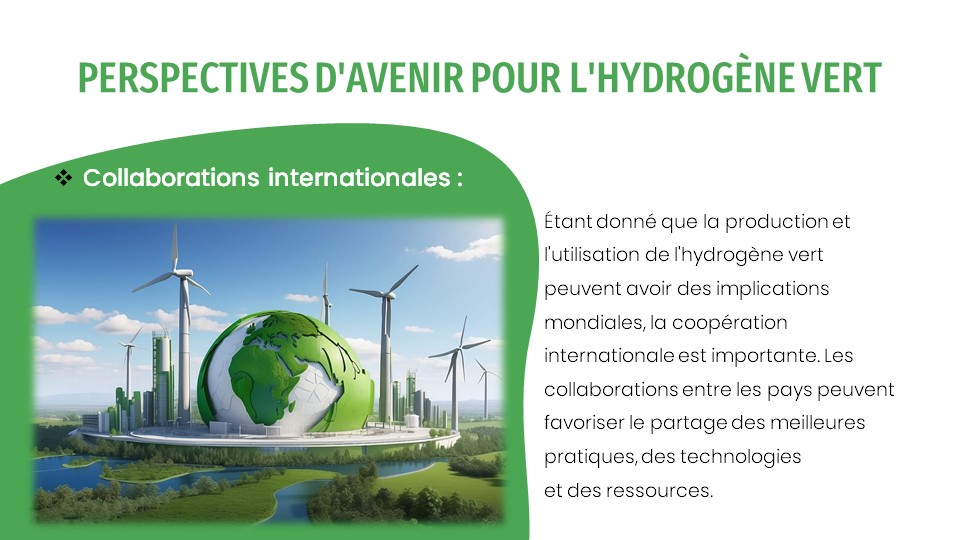 PERSPECTIVES D'AVENIR POUR L'HYDROGÈNE VERT
❖ Collaborations internationales :
Étant donné que la production et
l'utilisation de l'hydrogène vert
peuvent avoir des implications
mondiales, la coopération
internationale est importante. Les
collaborations entre les pays peuvent
favoriser le partage des meilleures
pratiques, des technologies
et des ressources.